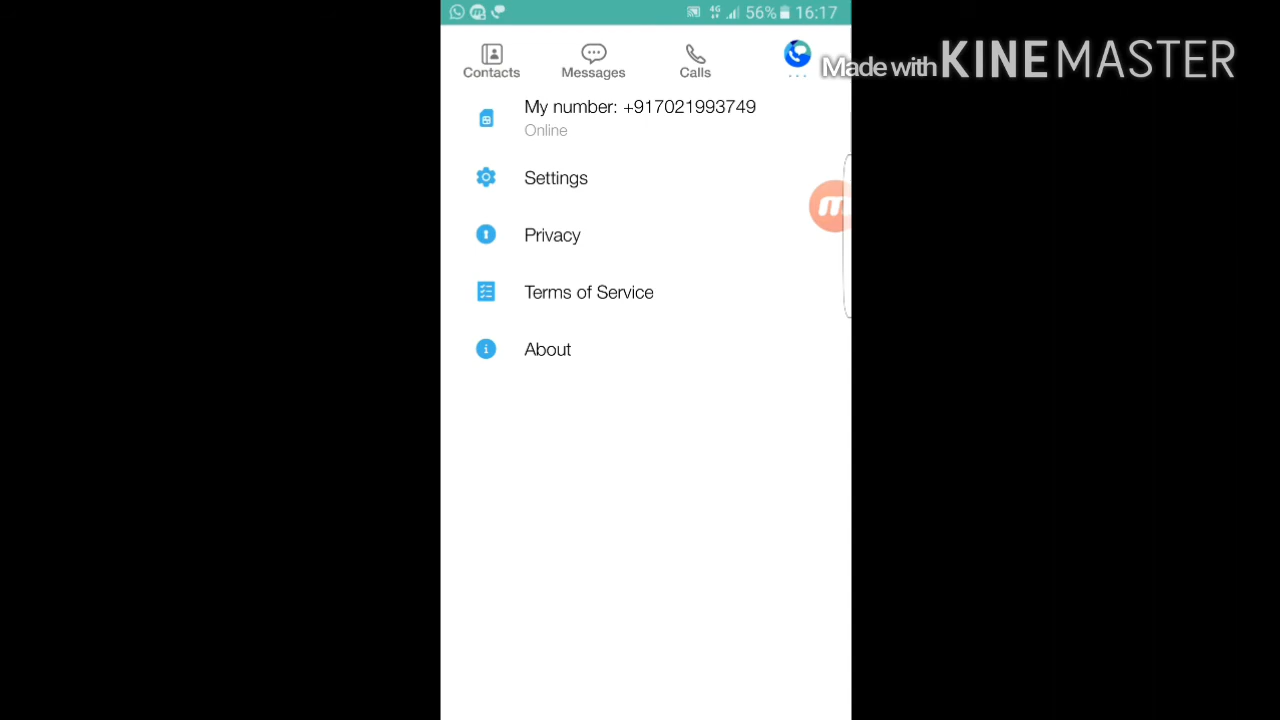 4G 56% 16:17
Contacts Messages Calls
Made with KINEMASTER
My number: +917021993749
Online
Settings
Privacy
Terms of Service
About